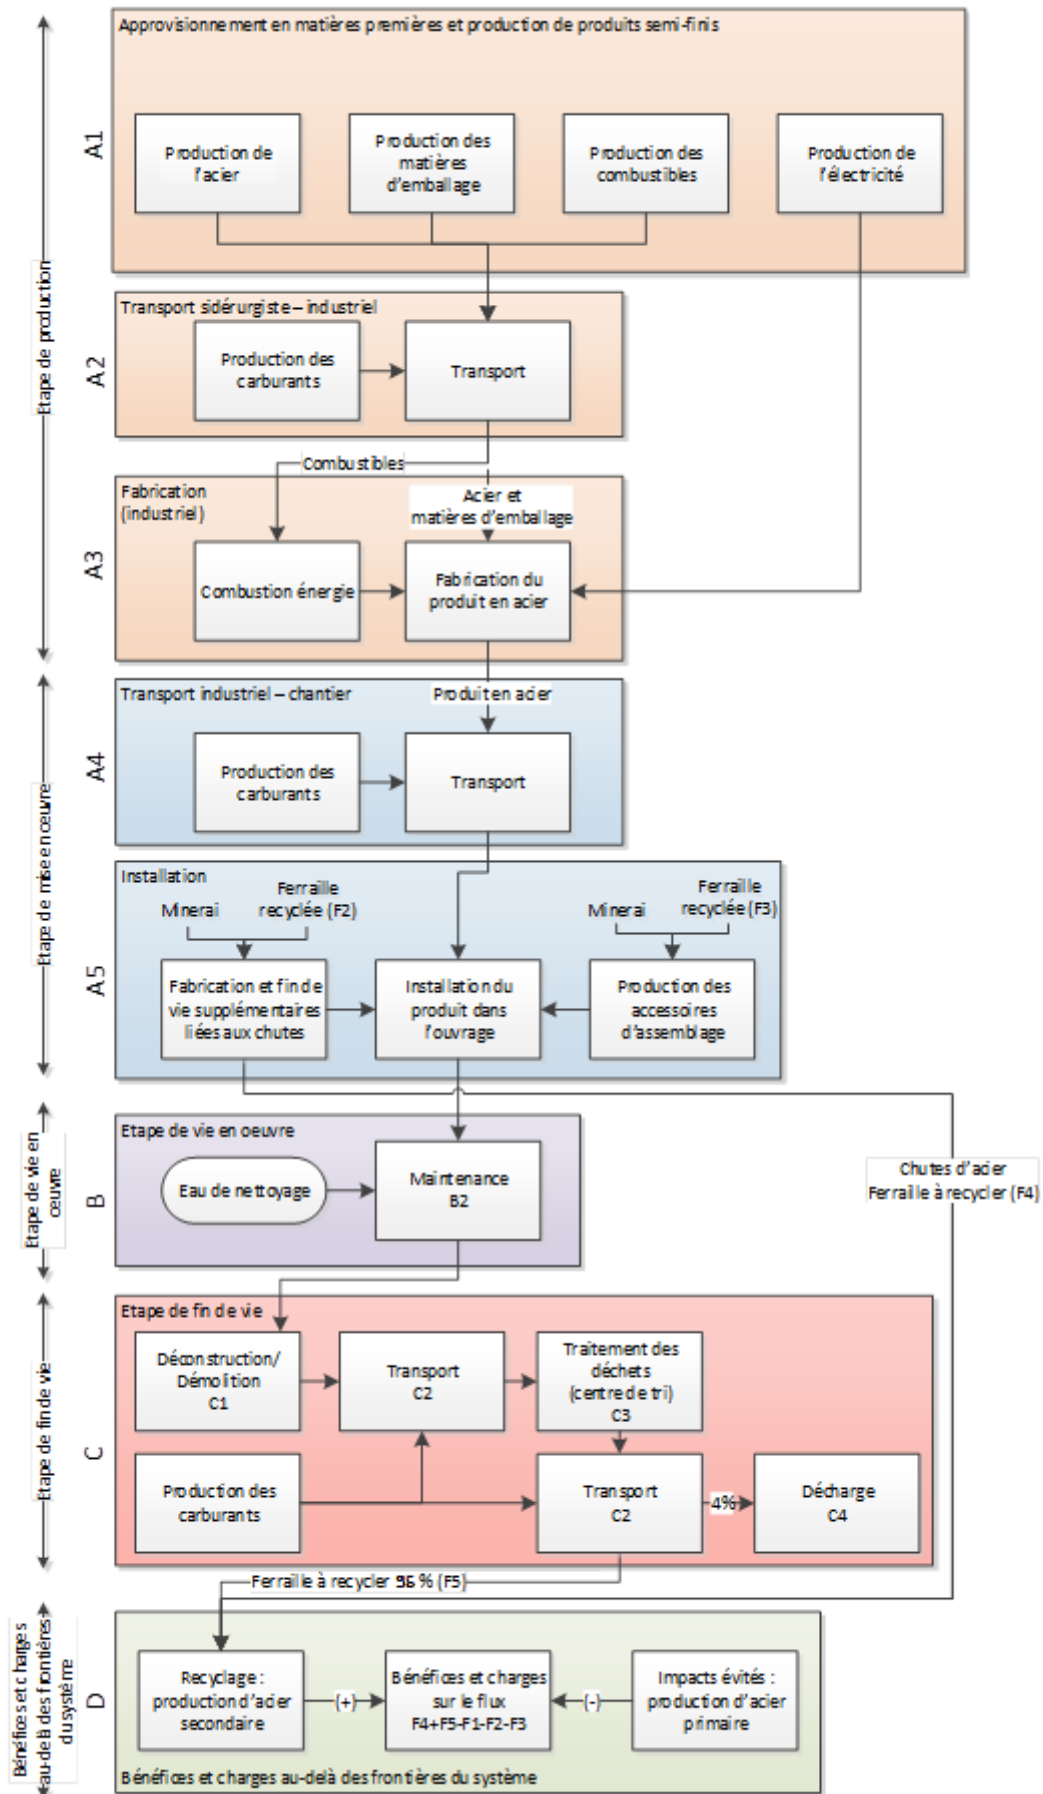 Approvisionnement en matières premières et production de produits semi-finis
A1
Production de
l'acier
Production des
matières
d'emballage
Production des
combustibles
Production de
l'électricité
Etape de production
Transport sidérurgiste – industriel
A2
Production des
carburants
Transport
Combustibles
Fabrication
(industriel)
Acier et
matières d'emballage
A3
Combustion énergie
Fabrication du
produit en acier
Transport industriel – chantier
Produit en acier
A4
Production des
carburants
Transport
Etape de mise en œuvre
Installation
Minerai
Ferraille
recyclée (F2)
Minerai
Ferraille
recyclée (F3)
A5
Fabrication et fin de
vie supplémentaires
liées aux chutes
Installation du
produit dans
l'ouvrage
Production des
accessoires
d'assemblage
Etape de vie en
œuvre
B
Etape de vie en oeuvre
Eau de nettoyage
Maintenance
B2
Chutes d'acier
Ferraille à recycler (F4)
Etape de fin de vie
C
Etape de fin de vie
Déconstruction/
Démolition
C1
Transport
C2
Traitement des
déchets
(centre de tri)
C3
Production des
carburants
Transport
C2
4%
Décharge
C4
Ferraille à recycler 96 % (F5)
Bénéfices et charges
au-delà des frontières
du système
D
Recyclage :
production d'acier
secondaire
(+)
Bénéfices et charges
sur le flux
F4+F5-F1-F2-F3
(-)
Impacts évités :
production d'acier
primaire
Bénéfices et charges au-delà des frontières du système